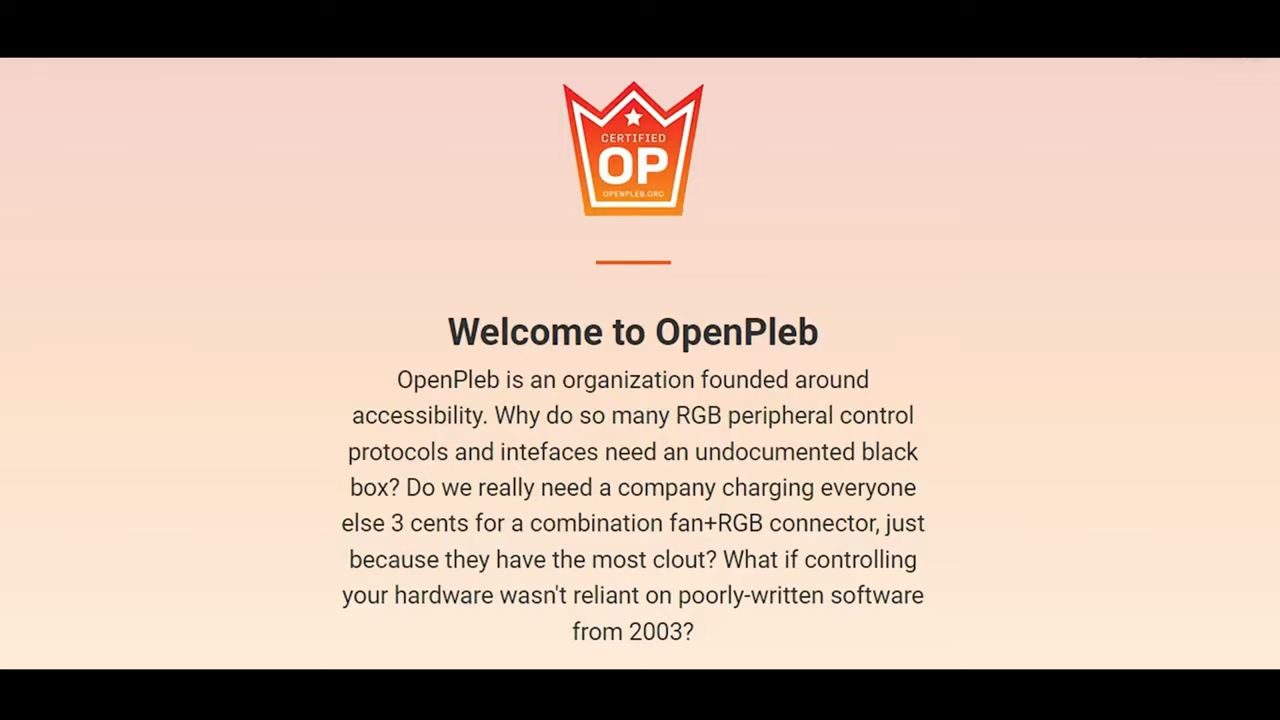 CERTIFIED
OP
OPENPLEB.ORG
Welcome to OpenPleb
OpenPleb is an organization founded around
accessibility. Why do so many RGB peripheral control
protocols and intefaces need an undocumented black
box? Do we really need a company charging everyone
else 3 cents for a combination fan+RGB connector, just
because they have the most clout? What if controlling
your hardware wasn't reliant on poorly-written software
from 2003?